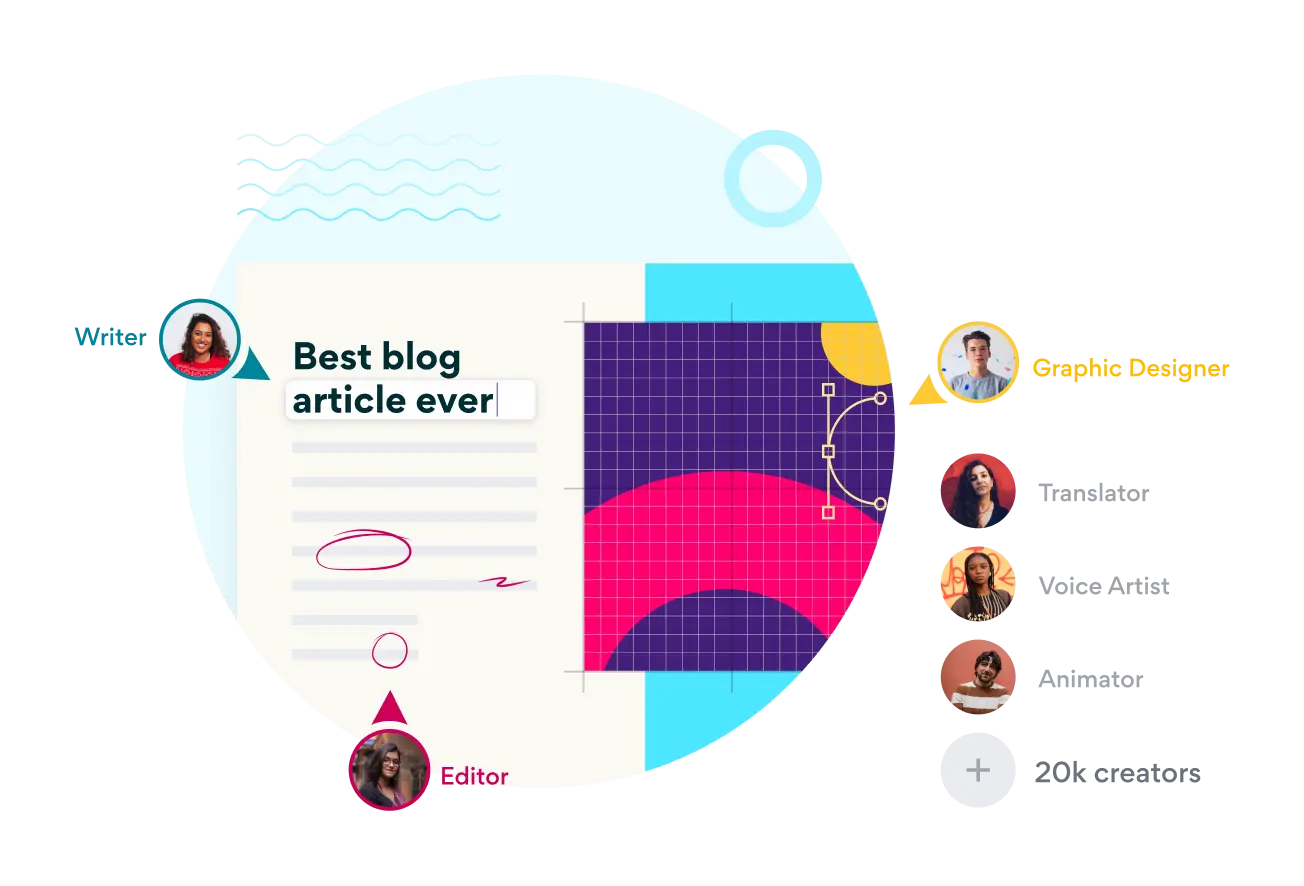 Writer
Best blog
article ever
Graphic Designer
Translator
Voice Artist
Animator
20k creators
Editor